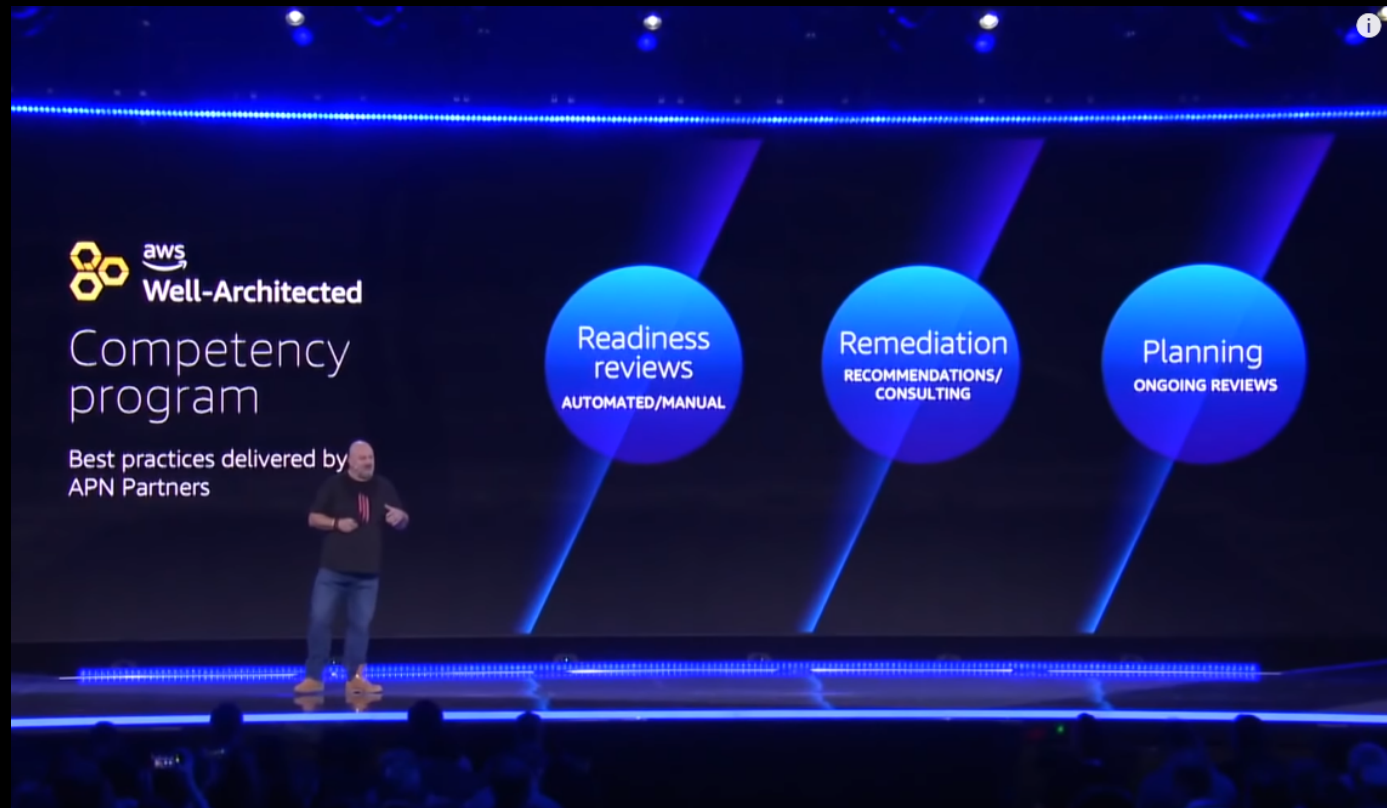 aws
Well-Architected
Competency
program
Best practices delivered by
APN Partners
Readiness
reviews
AUTOMATED/MANUAL
Remediation
RECOMMENDATIONS/
CONSULTING
Planning
ONGOING REVIEWS
i